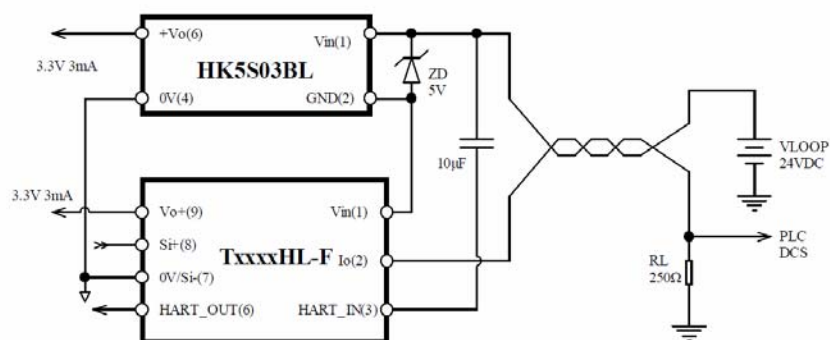 +Vo(6)
Vin(1)
3.3V 3mA
HK5S03BL
ZD
5V
0V(4)
GND(2)
10μF
VLOOP
24VDC
3.3V 3mA
Vo+(9)
Vin(1)
Si+(8)
TxxxxHL-F
Io(2)
PLC
DCS
RL
250Ω
0V/Si-(7)
HART_OUT(6)
HART_IN(3)